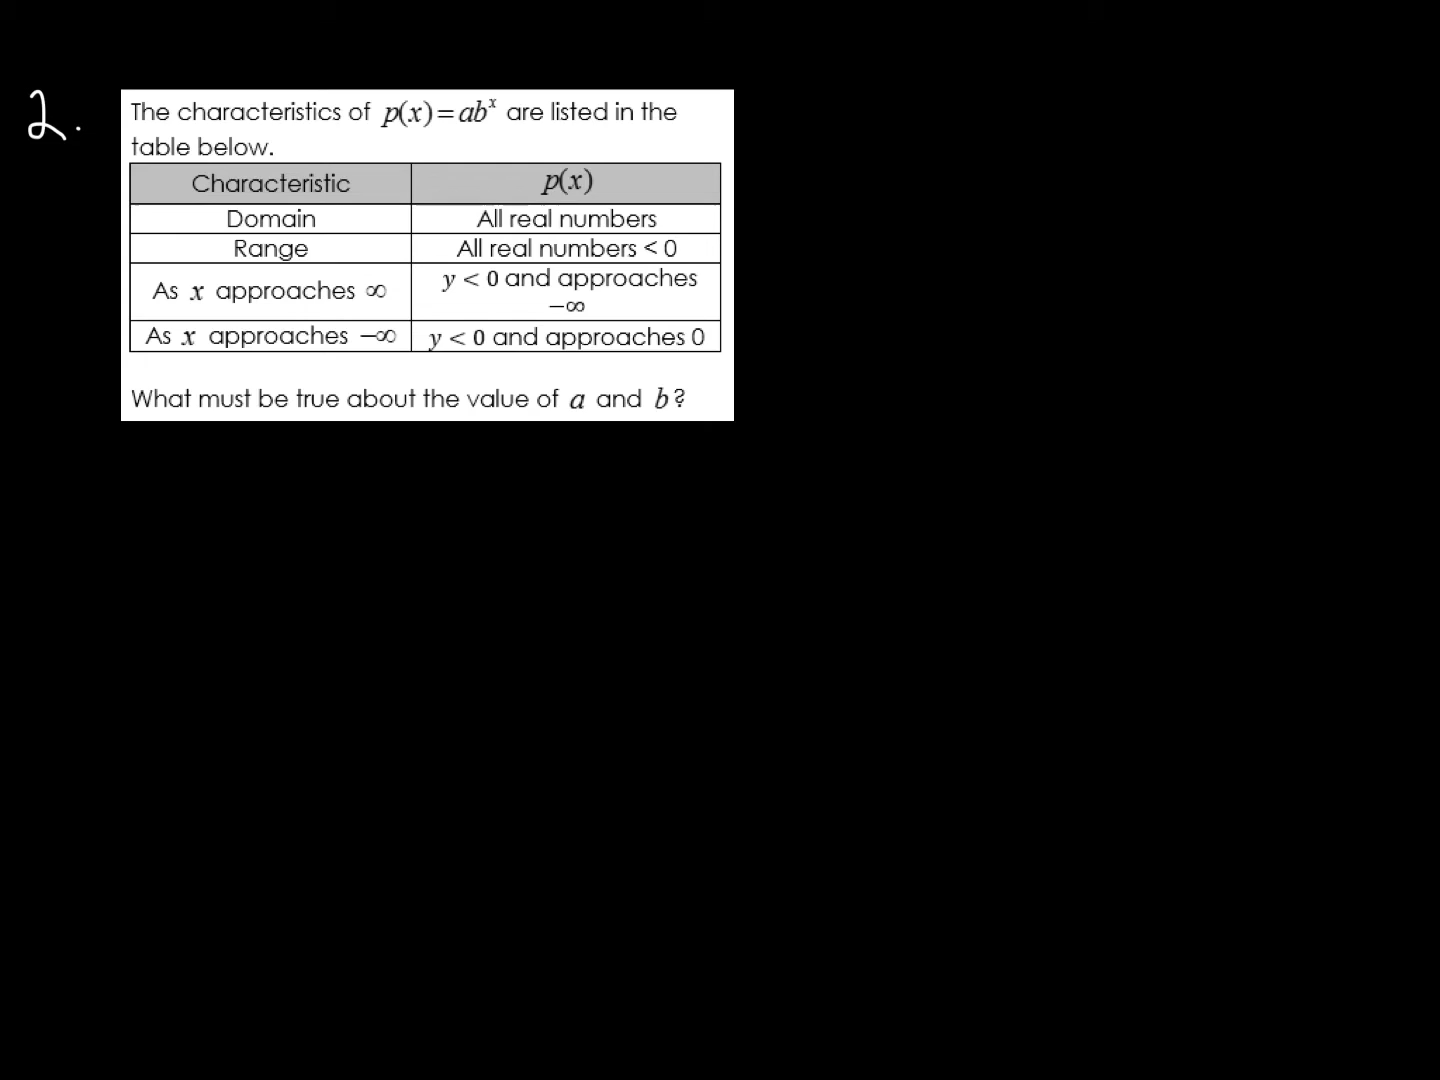 2.
The characteristics of p(x)=abˣ are listed in the
table below.
Characteristic p(x)
Domain All real numbers
Range All real numbers < 0
As x approaches ∞ y < 0 and approaches
−∞
As x approaches −∞ y < 0 and approaches 0
What must be true about the value of a and b?